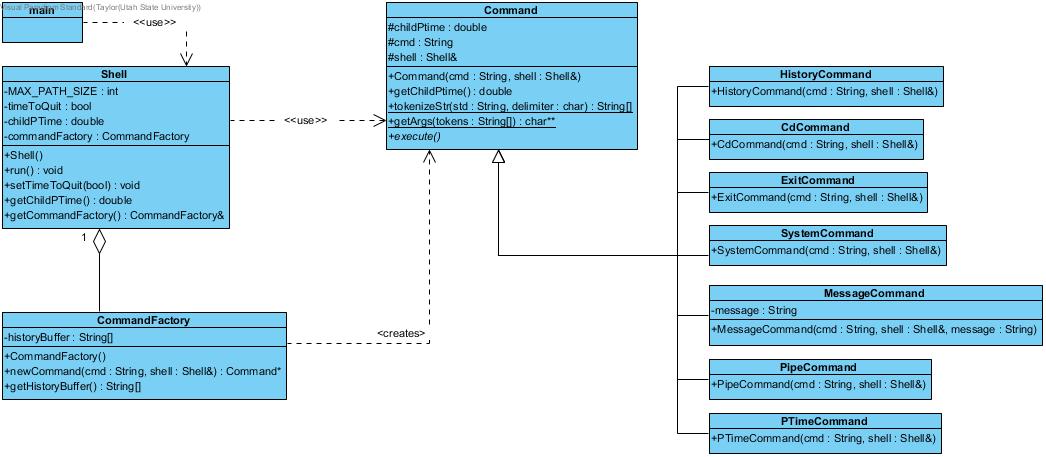 Visual Paradigm Standard(Taylor(Utah State University))
main
<<use>>
Shell
-MAX_PATH_SIZE : int
-timeToQuit : bool
-childPTime : double
-commandFactory : CommandFactory
+Shell()
+run() : void
+setTimeToQuit(bool) : void
+getChildPTime() : double
+getCommandFactory() : CommandFactory&
<<use>>
1
CommandFactory
-historyBuffer : String[]
+CommandFactory()
+newCommand(cmd : String, shell : Shell&) : Command*
+getHistoryBuffer() : String[]
<creates>
Command
#childPtime : double
#cmd : String
#shell : Shell&
+Command(cmd : String, shell : Shell&)
+getChildPtime() : double
+tokenizeStr(std : String, delimiter : char) : String[]
+getArgs(tokens : String[]) : char**
+execute()
HistoryCommand
+HistoryCommand(cmd : String, shell : Shell&)
CdCommand
+CdCommand(cmd : String, shell : Shell&)
ExitCommand
+ExitCommand(cmd : String, shell : Shell&)
SystemCommand
+SystemCommand(cmd : String, shell : Shell&)
MessageCommand
-message : String
+MessageCommand(cmd : String, shell : Shell&, message : String)
PipeCommand
+PipeCommand(cmd : String, shell : Shell&)
PTimeCommand
+PTimeCommand(cmd : String, shell : Shell&)